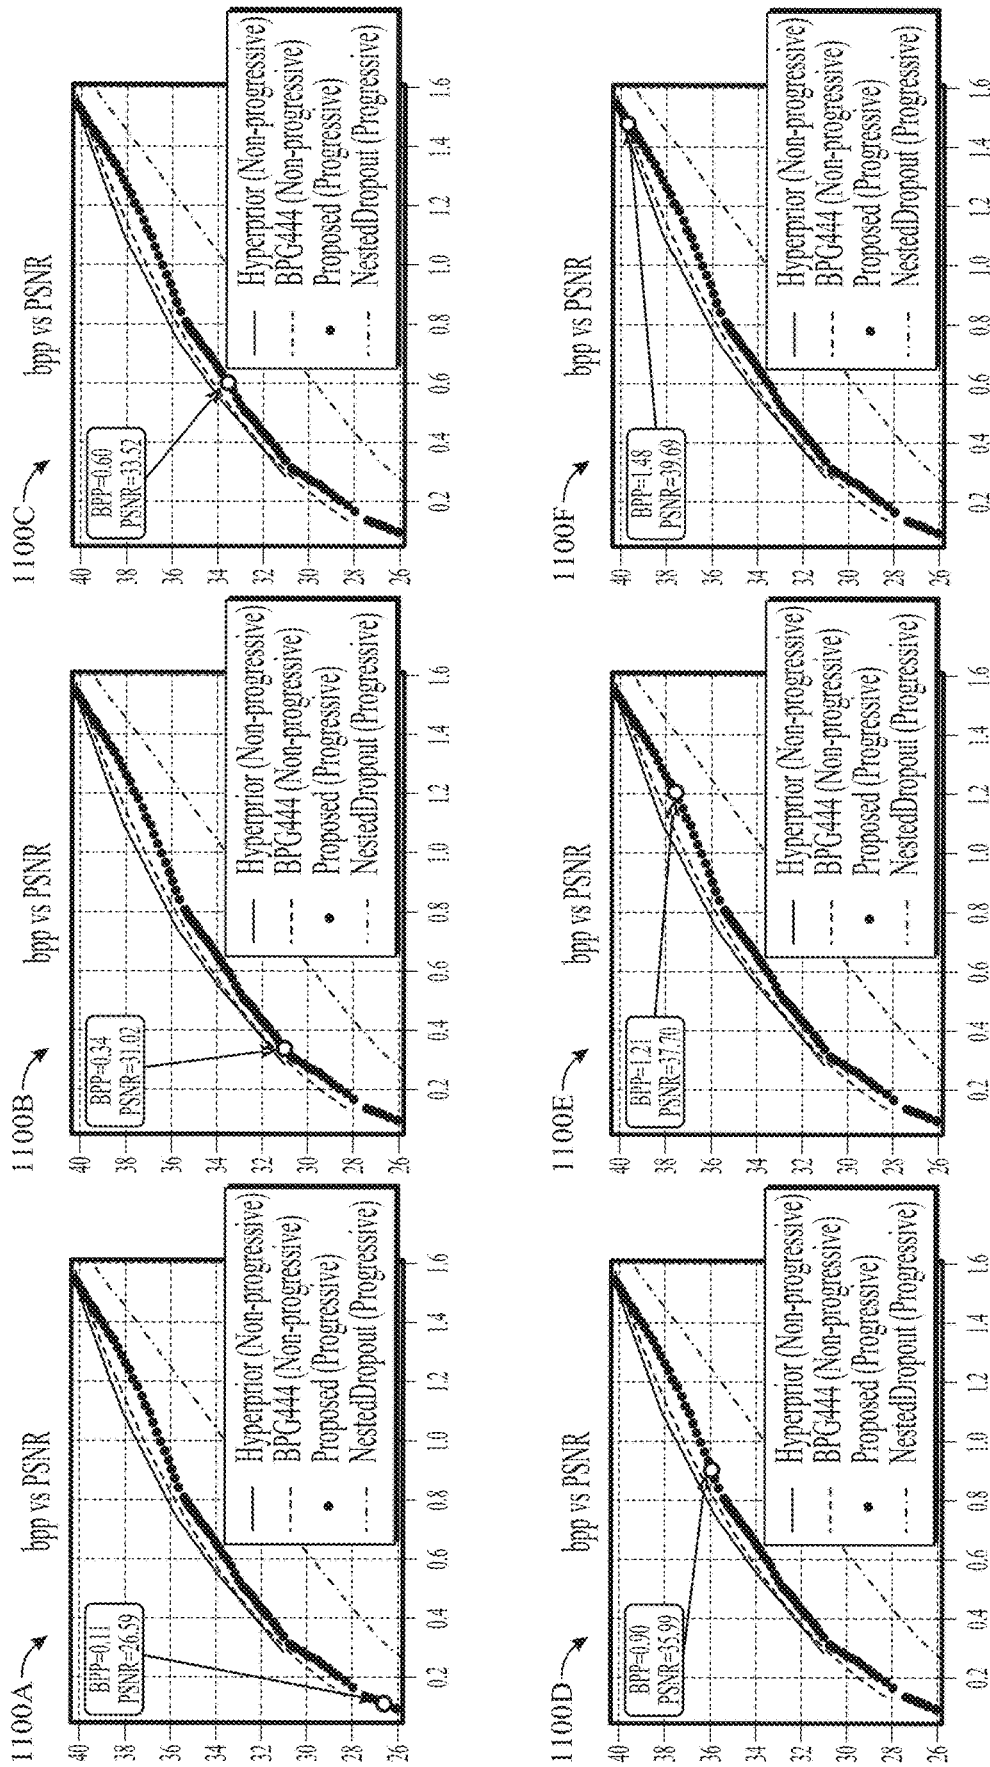 1100A
bpp vs PSNR
40
38
36
34
32
30
28
26
BPP=0.11
PSNR=26.59
Hyperprior (Non-progressive)
BPG444 (Non-progressive)
Proposed (Progressive)
NestedDropout (Progressive)
0.2 0.4 0.6 0.8 1.0 1.2 1.4 1.6
1100B
bpp vs PSNR
40
38
36
34
32
30
28
26
BPP=0.34
PSNR=31.02
Hyperprior (Non-progressive)
BPG444 (Non-progressive)
Proposed (Progressive)
NestedDropout (Progressive)
0.2 0.4 0.6 0.8 1.0 1.2 1.4 1.6
1100C
bpp vs PSNR
40
38
36
34
32
30
28
26
BPP=0.60
PSNR=33.52
Hyperprior (Non-progressive)
BPG444 (Non-progressive)
Proposed (Progressive)
NestedDropout (Progressive)
0.2 0.4 0.6 0.8 1.0 1.2 1.4 1.6
1100D
bpp vs PSNR
40
38
36
34
32
30
28
26
BPP=0.90
PSNR=35.99
Hyperprior (Non-progressive)
BPG444 (Non-progressive)
Proposed (Progressive)
NestedDropout (Progressive)
0.2 0.4 0.6 0.8 1.0 1.2 1.4 1.6
1100E
bpp vs PSNR
40
38
36
34
32
30
28
26
BPP=1.21
PSNR=37.70
Hyperprior (Non-progressive)
BPG444 (Non-progressive)
Proposed (Progressive)
NestedDropout (Progressive)
0.2 0.4 0.6 0.8 1.0 1.2 1.4 1.6
1100F
bpp vs PSNR
40
38
36
34
32
30
28
26
BPP=1.48
PSNR=39.69
Hyperprior (Non-progressive)
BPG444 (Non-progressive)
Proposed (Progressive)
NestedDropout (Progressive)
0.2 0.4 0.6 0.8 1.0 1.2 1.4 1.6